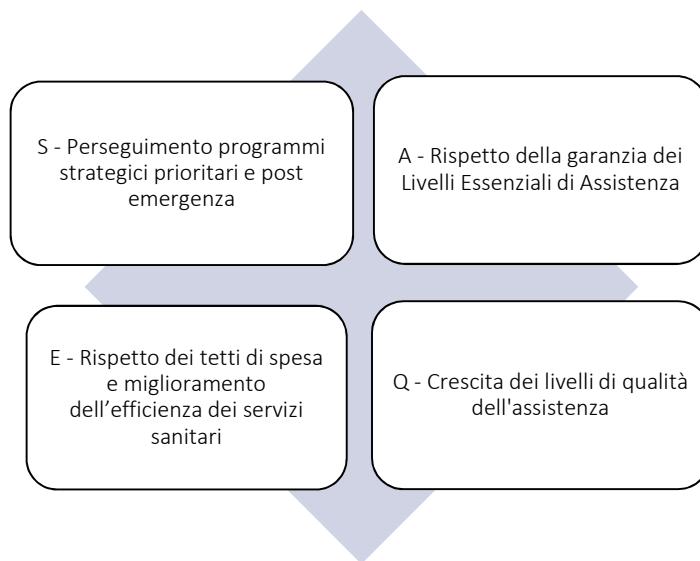 S - Perseguimento programmi
strategici prioritari e post
emergenza
A - Rispetto della garanzia dei
Livelli Essenziali di Assistenza
E - Rispetto dei tetti di spesa
e miglioramento
dell’efficienza dei servizi
sanitari
Q - Crescita dei livelli di qualità
dell'assistenza